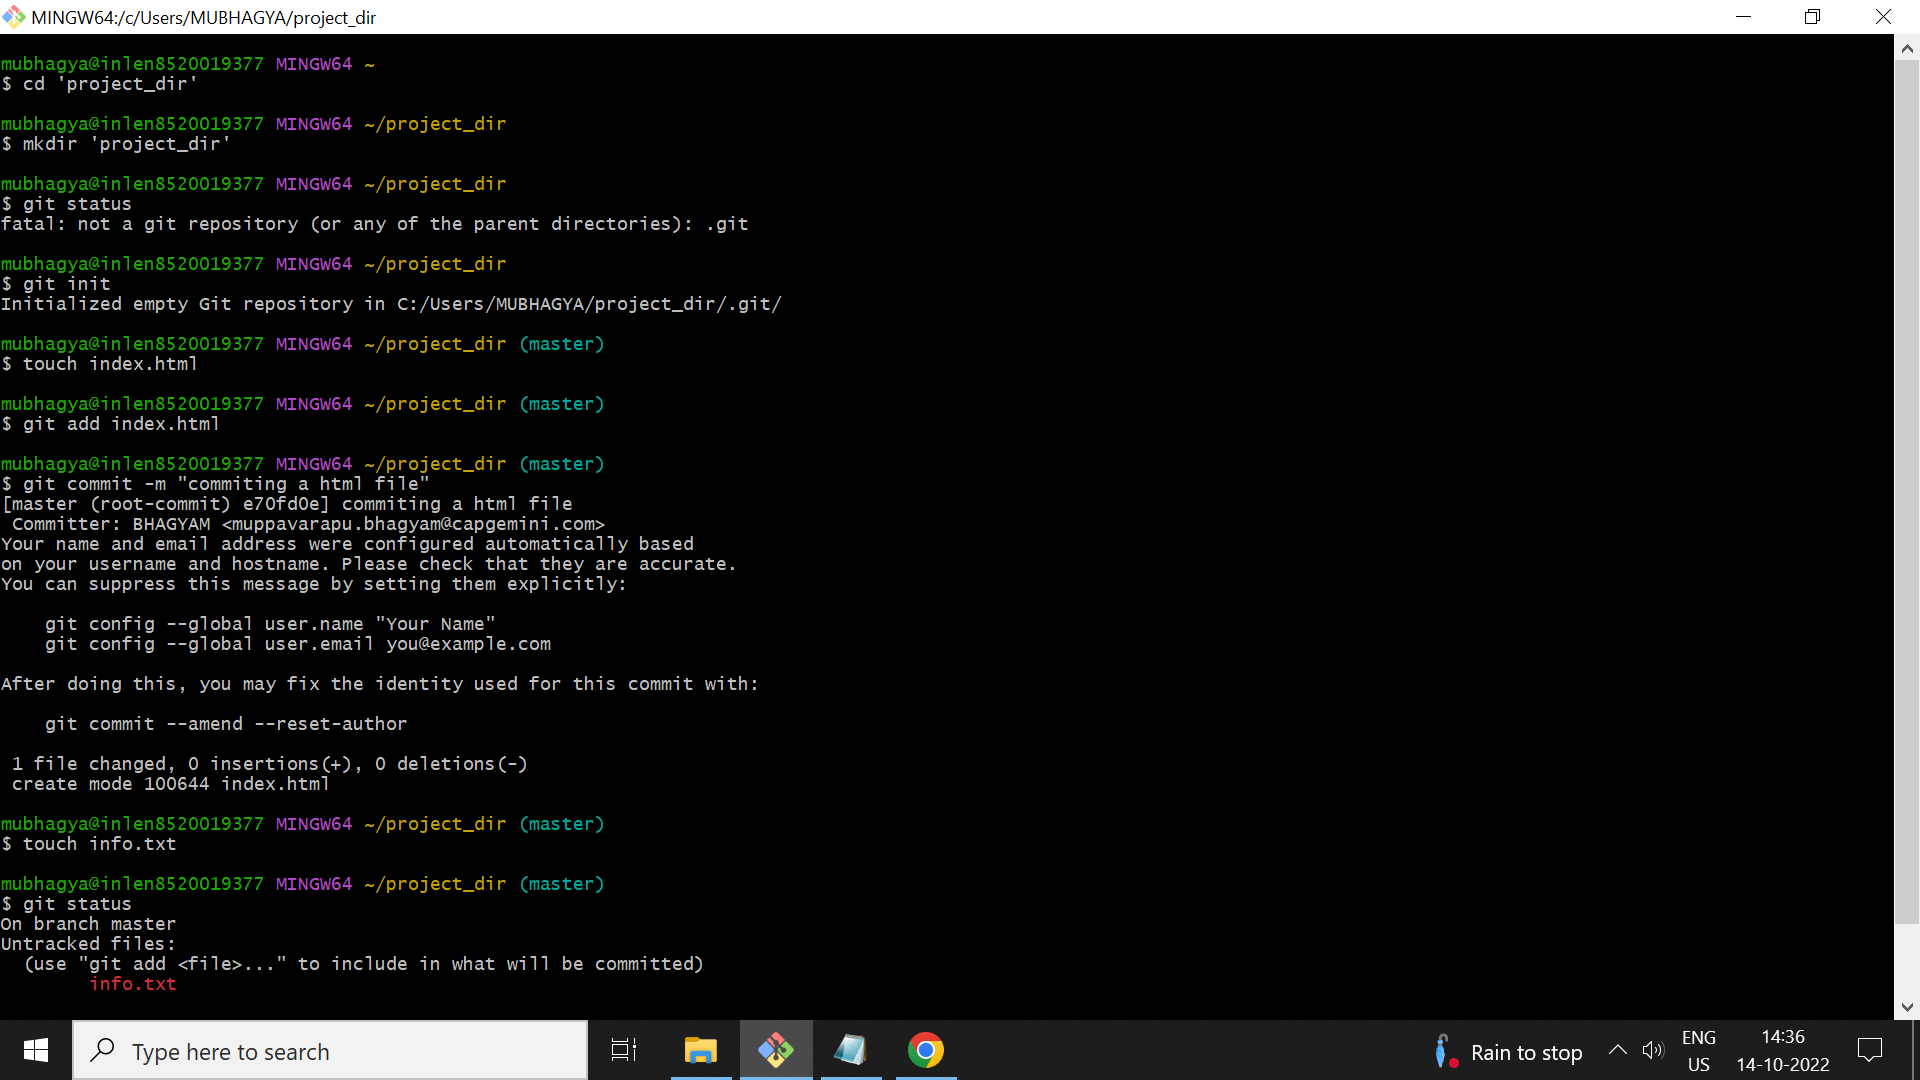 MINGW64:/c/Users/MUBHAGYA/project_dir
mubhagya@inlen8520019377 MINGW64 ~
$ cd 'project_dir'
mubhagya@inlen8520019377 MINGW64 ~/project_dir
$ mkdir 'project_dir'
mubhagya@inlen8520019377 MINGW64 ~/project_dir
$ git status
fatal: not a git repository (or any of the parent directories): .git
mubhagya@inlen8520019377 MINGW64 ~/project_dir
$ git init
Initialized empty Git repository in C:/Users/MUBHAGYA/project_dir/.git/
mubhagya@inlen8520019377 MINGW64 ~/project_dir (master)
$ touch index.html
mubhagya@inlen8520019377 MINGW64 ~/project_dir (master)
$ git add index.html
mubhagya@inlen8520019377 MINGW64 ~/project_dir (master)
$ git commit -m "commiting a html file"
[master (root-commit) e70fd0e] commiting a html file
Committer: BHAGYAM <muppavarapu.bhagyam@capgemini.com>
Your name and email address were configured automatically based
on your username and hostname. Please check that they are accurate.
You can suppress this message by setting them explicitly:
git config --global user.name "Your Name"
git config --global user.email you@example.com
After doing this, you may fix the identity used for this commit with:
git commit --amend --reset-author
1 file changed, 0 insertions(+), 0 deletions(-)
create mode 100644 index.html
mubhagya@inlen8520019377 MINGW64 ~/project_dir (master)
$ touch info.txt
mubhagya@inlen8520019377 MINGW64 ~/project_dir (master)
$ git status
On branch master
Untracked files:
(use "git add <file>..." to include in what will be committed)
info.txt
Type here to search
Rain to stop
ENG
US
14:36
14-10-2022